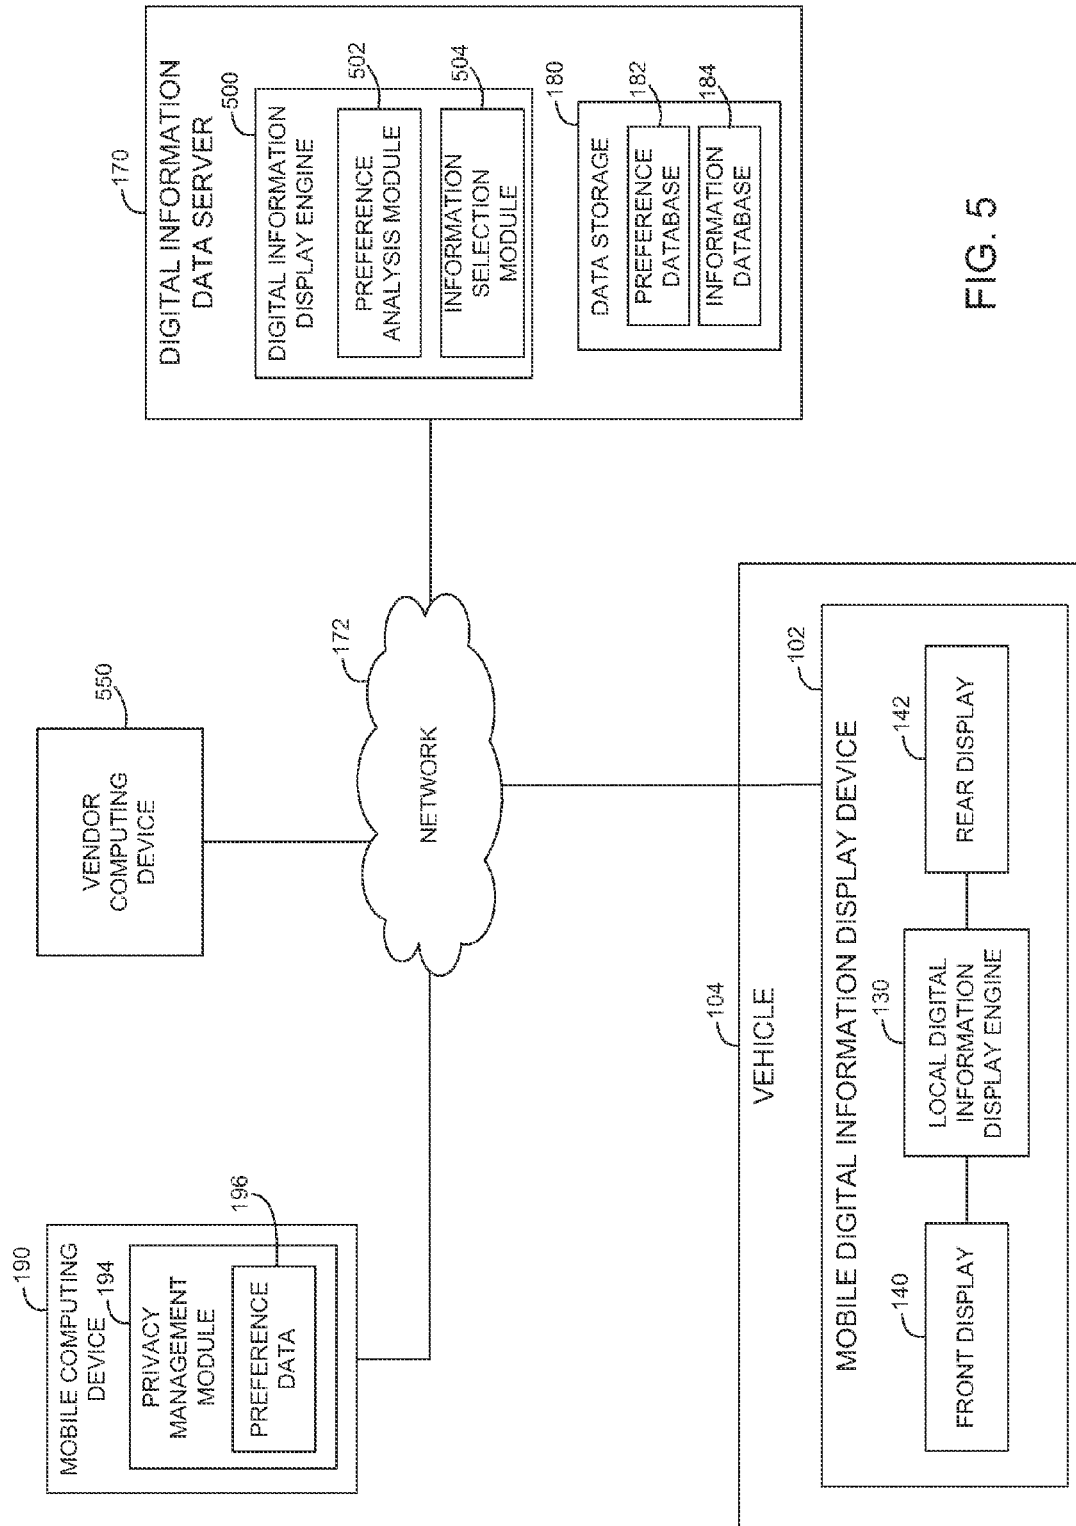 190
MOBILE COMPUTING
DEVICE
194
PRIVACY
MANAGEMENT
MODULE
196
PREFERENCE
DATA
550
VENDOR
COMPUTING
DEVICE
172
NETWORK
170
DIGITAL INFORMATION
DATA SERVER
500
DIGITAL INFORMATION
DISPLAY ENGINE
502
PREFERENCE
ANALYSIS MODULE
504
INFORMATION
SELECTION
MODULE
180
DATA STORAGE
182
PREFERENCE
DATABASE
184
INFORMATION
DATABASE
104
VEHICLE
102
MOBILE DIGITAL INFORMATION DISPLAY DEVICE
140
FRONT DISPLAY
130
LOCAL DIGITAL
INFORMATION
DISPLAY ENGINE
142
REAR DISPLAY
FIG. 5